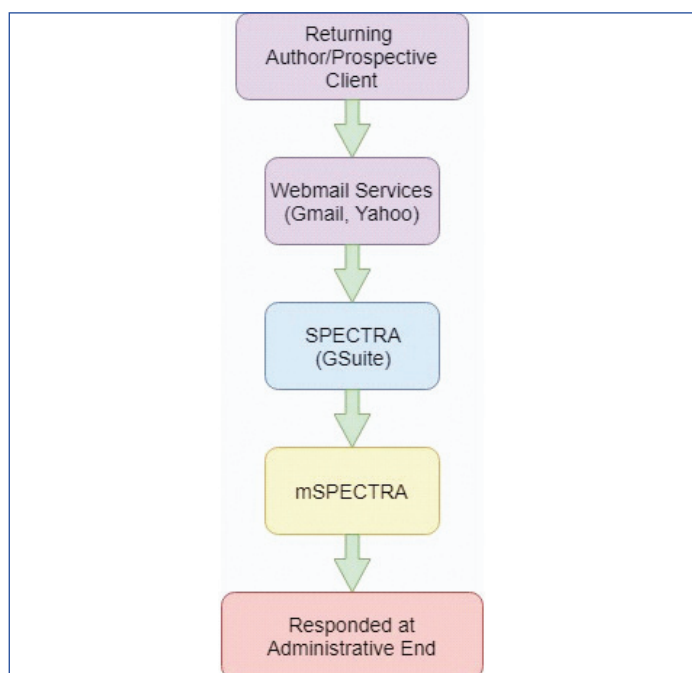 Returning
Author/Prospective
Client
Webmail Services
(Gmail, Yahoo)
SPECTRA
(GSuite)
mSPECTRA
Responded at
Administrative End